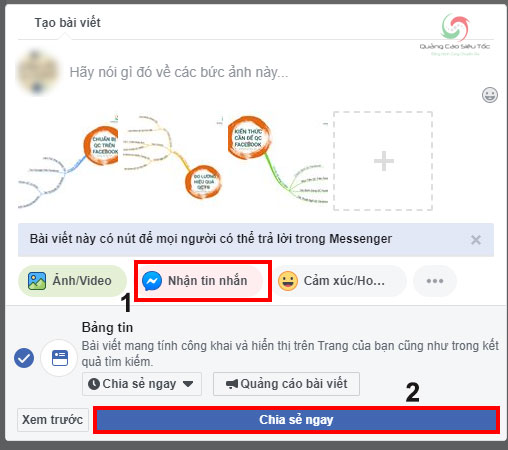 Tạo bài viết
Quảng Cáo Siêu Tốc
Hãy nói gì đó về các bức ảnh này...
CHUẨN BỊ
QC TRÊN
FACEBOOK
ĐO LƯỜNG
HIỆU QUẢ
KIẾN THỨC
CẦN ĐỂ QC
FACEBOOK
Bài viết này có nút để mọi người có thể trả lời trong Messenger
Ảnh/Video
1
Nhận tin nhắn
Cảm xúc/Ho...
Bảng tin
Bài viết mang tính công khai và hiển thị trên Trang của bạn cũng như trong kết
quả tìm kiếm.
Chia sẻ ngay
Quảng cáo bài viết
2
Xem trước
Chia sẻ ngay